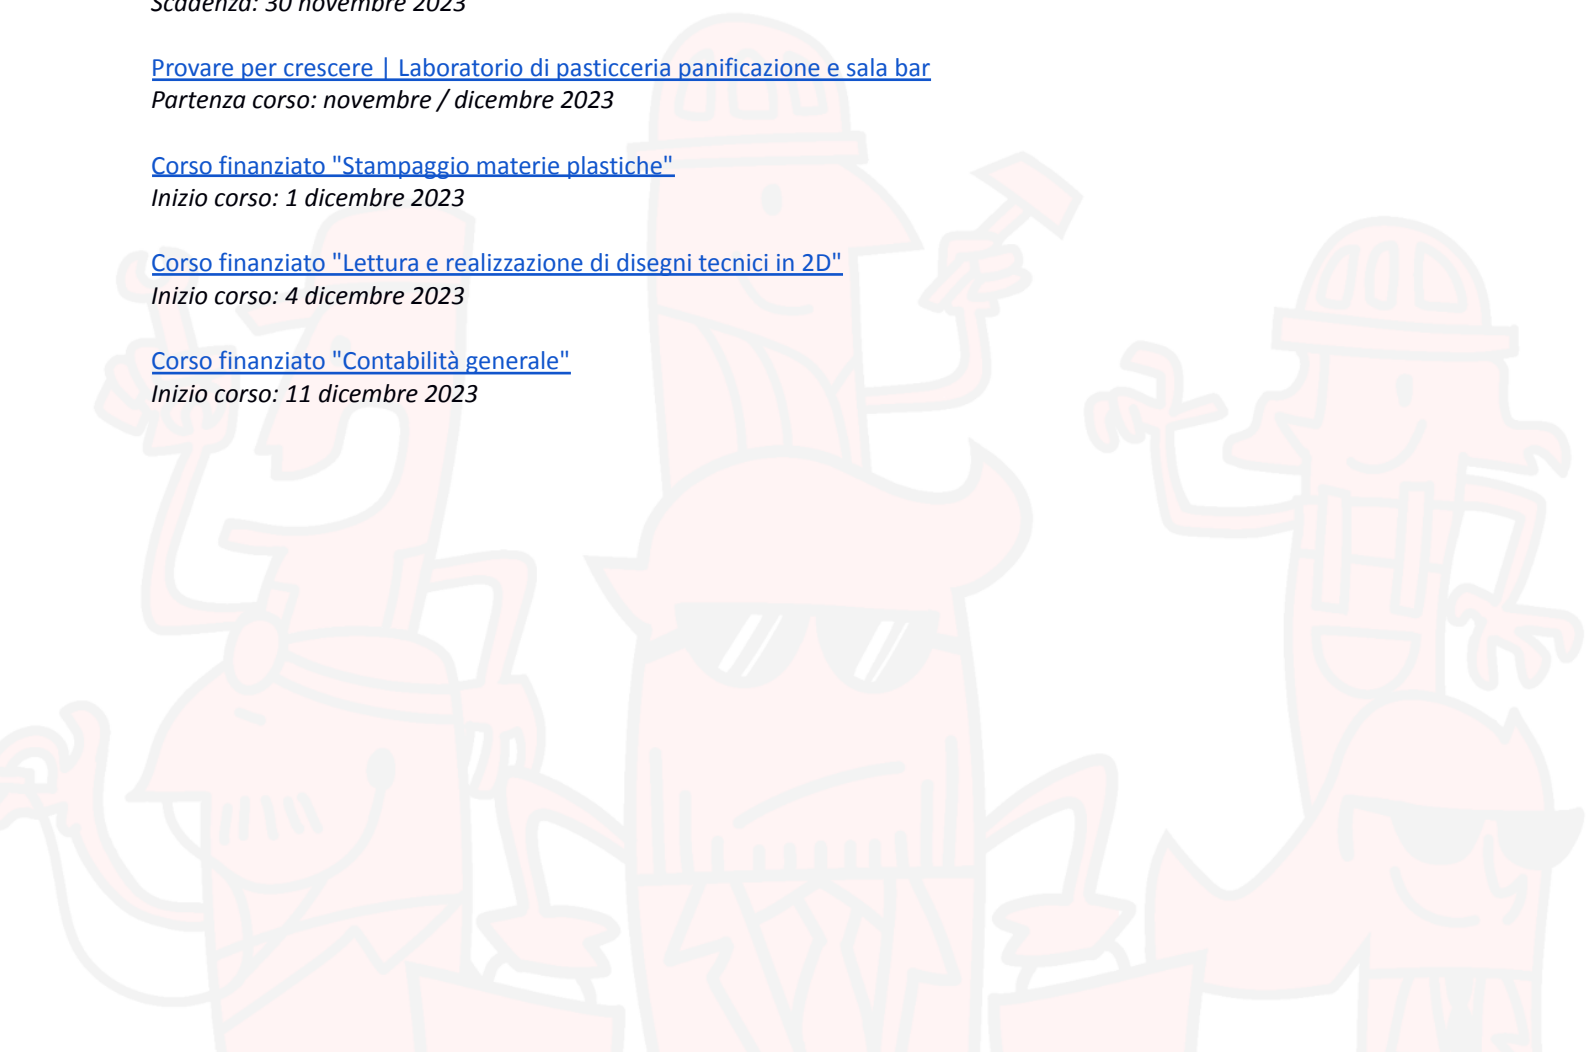 Scadenza: 30 novembre 2023
Provare per crescere | Laboratorio di pasticceria panificazione e sala bar
Partenza corso: novembre / dicembre 2023
Corso finanziato "Stampaggio materie plastiche"
Inizio corso: 1 dicembre 2023
Corso finanziato "Lettura e realizzazione di disegni tecnici in 2D"
Inizio corso: 4 dicembre 2023
Corso finanziato "Contabilità generale"
Inizio corso: 11 dicembre 2023